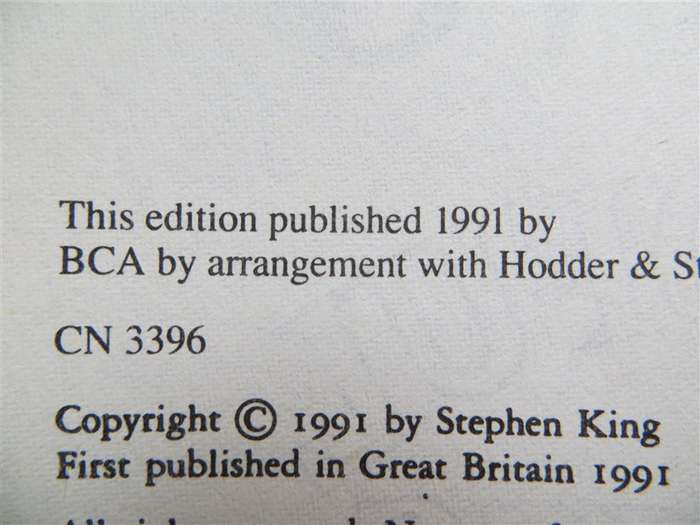 This edition published 1991 by
BCA by arrangement with Hodder &
CN 3396
Copyright © 1991 by Stephen King
First published in Great Britain 1991